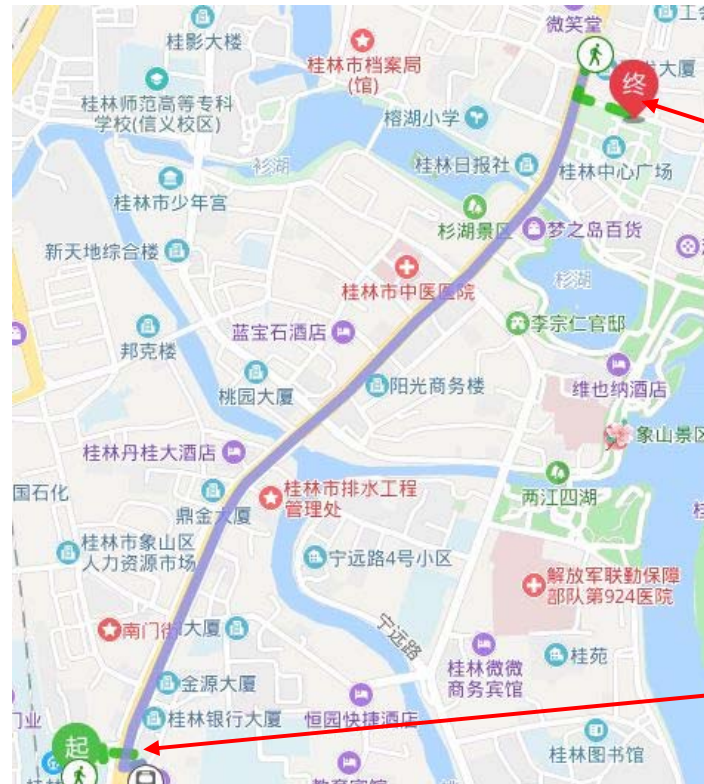 微笑堂
桂影大楼
桂林市档案局
(馆)
大厦
终
桂林师范高等专科
学校(信义校区)
榕湖小学
桂林日报社
桂林中心广场
杉湖
桂林市少年宫
杉湖景区
梦之岛百货
新天地综合楼
杉湖
桂林市中医医院
李宗仁官邸
蓝宝石酒店
邦克楼
维也纳酒店
桃园大厦
阳光商务楼
象山景区
桂林丹桂大酒店
国石化
桂林市排水工程
管理处
两江四湖
鼎金大厦
桂林市象山区
人力资源市场
宁远路4号小区
解放军联勤保障
部队第924医院
南门街
大厦
宁远路
桂林微微
商务宾馆
桂苑
金源大厦
门业
起
桂林银行大厦
恒园快捷酒店
桂林图书馆